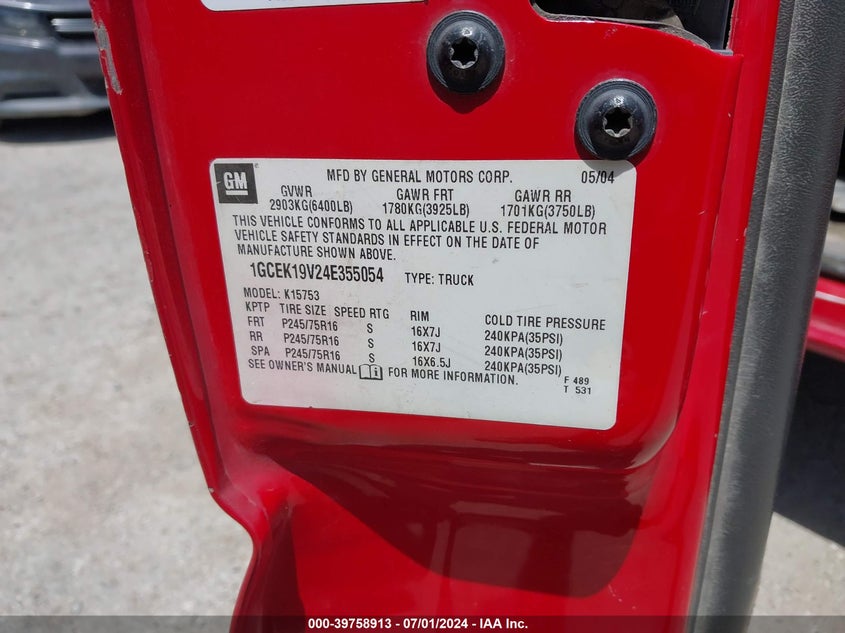 GM
MFD BY GENERAL MOTORS CORP. 05/04
GVWR GAWR FRT GAWR RR
2903KG(6400LB) 1780KG(3925LB) 1701KG(3750LB)
THIS VEHICLE CONFORMS TO ALL APPLICABLE U.S. FEDERAL MOTOR
VEHICLE SAFETY STANDARDS IN EFFECT ON THE DATE OF
MANUFACTURE SHOWN ABOVE.
1GCEK19V24E355054 TYPE: TRUCK
MODEL: K15753
KPTP TIRE SIZE SPEED RTG RIM COLD TIRE PRESSURE
FRT P245/75R16 S 16X7J 240KPA(35PSI)
RR P245/75R16 S 16X7J 240KPA(35PSI)
SPA P245/75R16 S 16X6.5J 240KPA(35PSI)
SEE OWNER'S MANUAL FOR MORE INFORMATION.
F 489
T 531
000-39758913 - 07/01/2024 - IAA Inc.